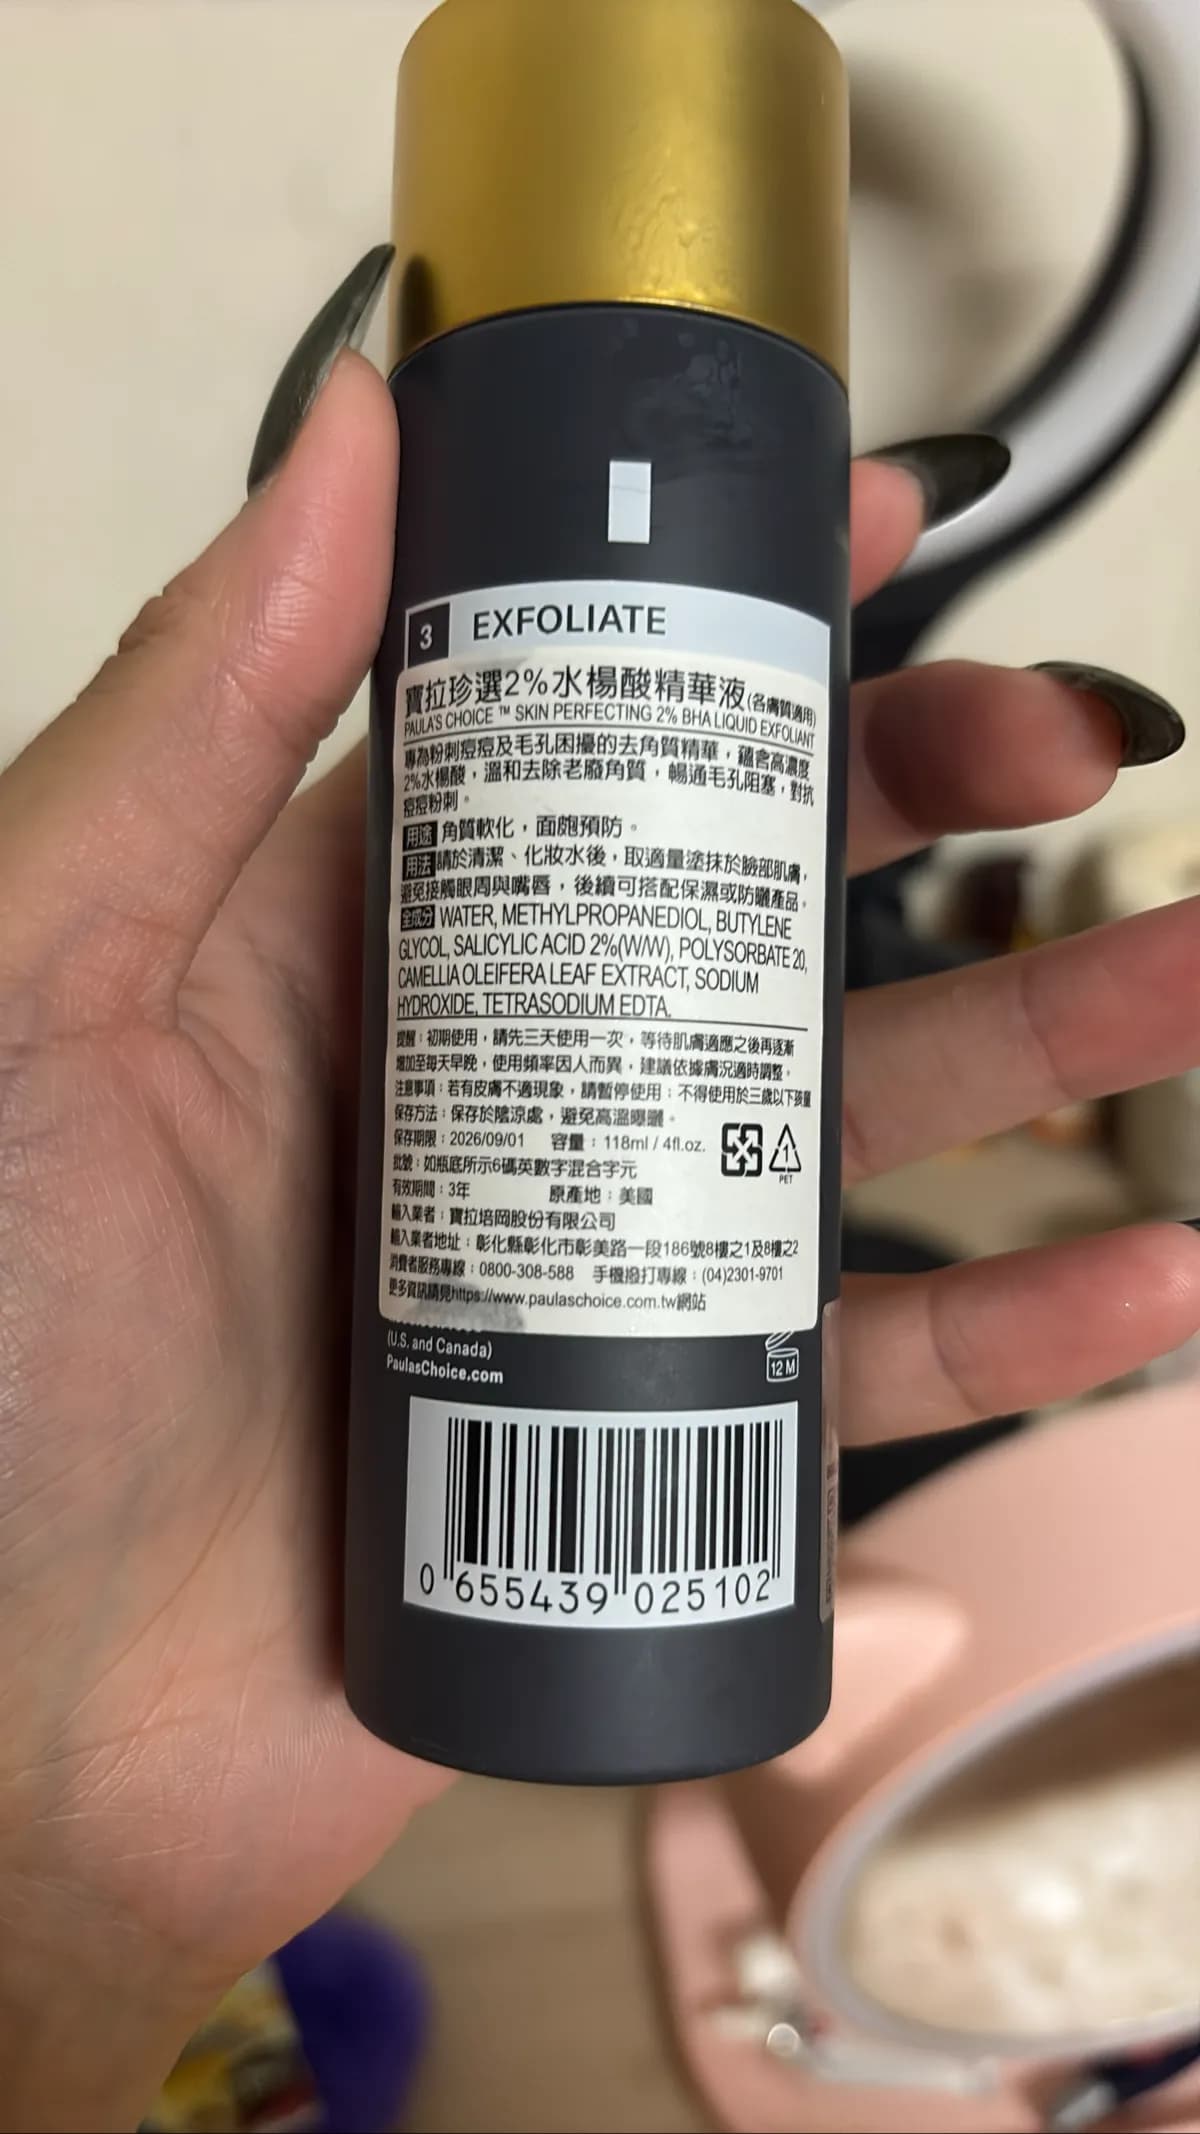 3 EXFOLIATE
寶拉珍選2%水楊酸精華液(各膚質適用)
PAULA'S CHOICE ™ SKIN PERFECTING 2% BHA LIQUID EXFOLIANT
專為粉刺痘痘及毛孔困擾的去角質精華，蘊含高濃度
2%水楊酸，溫和去除老廢角質，暢通毛孔阻塞，對抗
痘痘粉刺。
用途 角質軟化，面皰預防。
用法 請於清潔、化妝水後，取適量塗抹於臉部肌膚，
避免接觸眼周與嘴唇，後續可搭配保濕或防曬產品。
全成分 WATER, METHYLPROPANEDIOL, BUTYLENE
GLYCOL, SALICYLIC ACID 2%(W/W), POLYSORBATE 20,
CAMELLIA OLEIFERA LEAF EXTRACT, SODIUM
HYDROXIDE, TETRASODIUM EDTA.
提醒：初期使用，請先三天使用一次，等待肌膚適應之後再逐漸
增加至每天早晚，使用頻率因人而異，建議依據膚況適時調整。
注意事項：若有皮膚不適現象，請暫停使用；不得使用於三歲以下孩童
保存方法：保存於陰涼處，避免高溫曝曬。
保存期限：2026/09/01 容量：118ml / 4fl.oz.
批號：如瓶底所示6碼英數字混合字元
1
PET
有效期間：3年 原產地：美國
輸入業者：寶拉培岡股份有限公司
輸入業者地址：彰化縣彰化市彰美路一段186號8樓之1及8樓之2
消費者服務專線：0800-308-588 手機撥打專線：(04)2301-9701
更多資訊請見https://www.paulaschoice.com.tw網站
(U.S. and Canada)
PaulasChoice.com
12 M
0 655439 025102